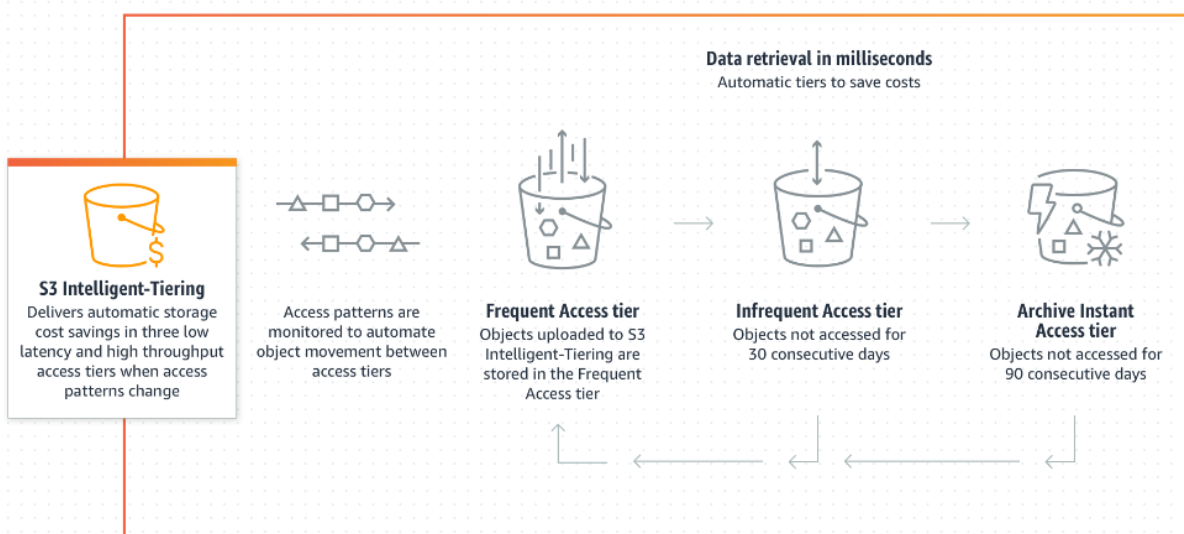 Data retrieval in milliseconds
Automatic tiers to save costs
S3 Intelligent-Tiering
Delivers automatic storage
cost savings in three low
latency and high throughput
access tiers when access
patterns change
Access patterns are
monitored to automate
object movement between
access tiers
Frequent Access tier
Objects uploaded to S3
Intelligent-Tiering are
stored in the Frequent
Access tier
Infrequent Access tier
Objects not accessed for
30 consecutive days
Archive Instant
Access tier
Objects not accessed for
90 consecutive days